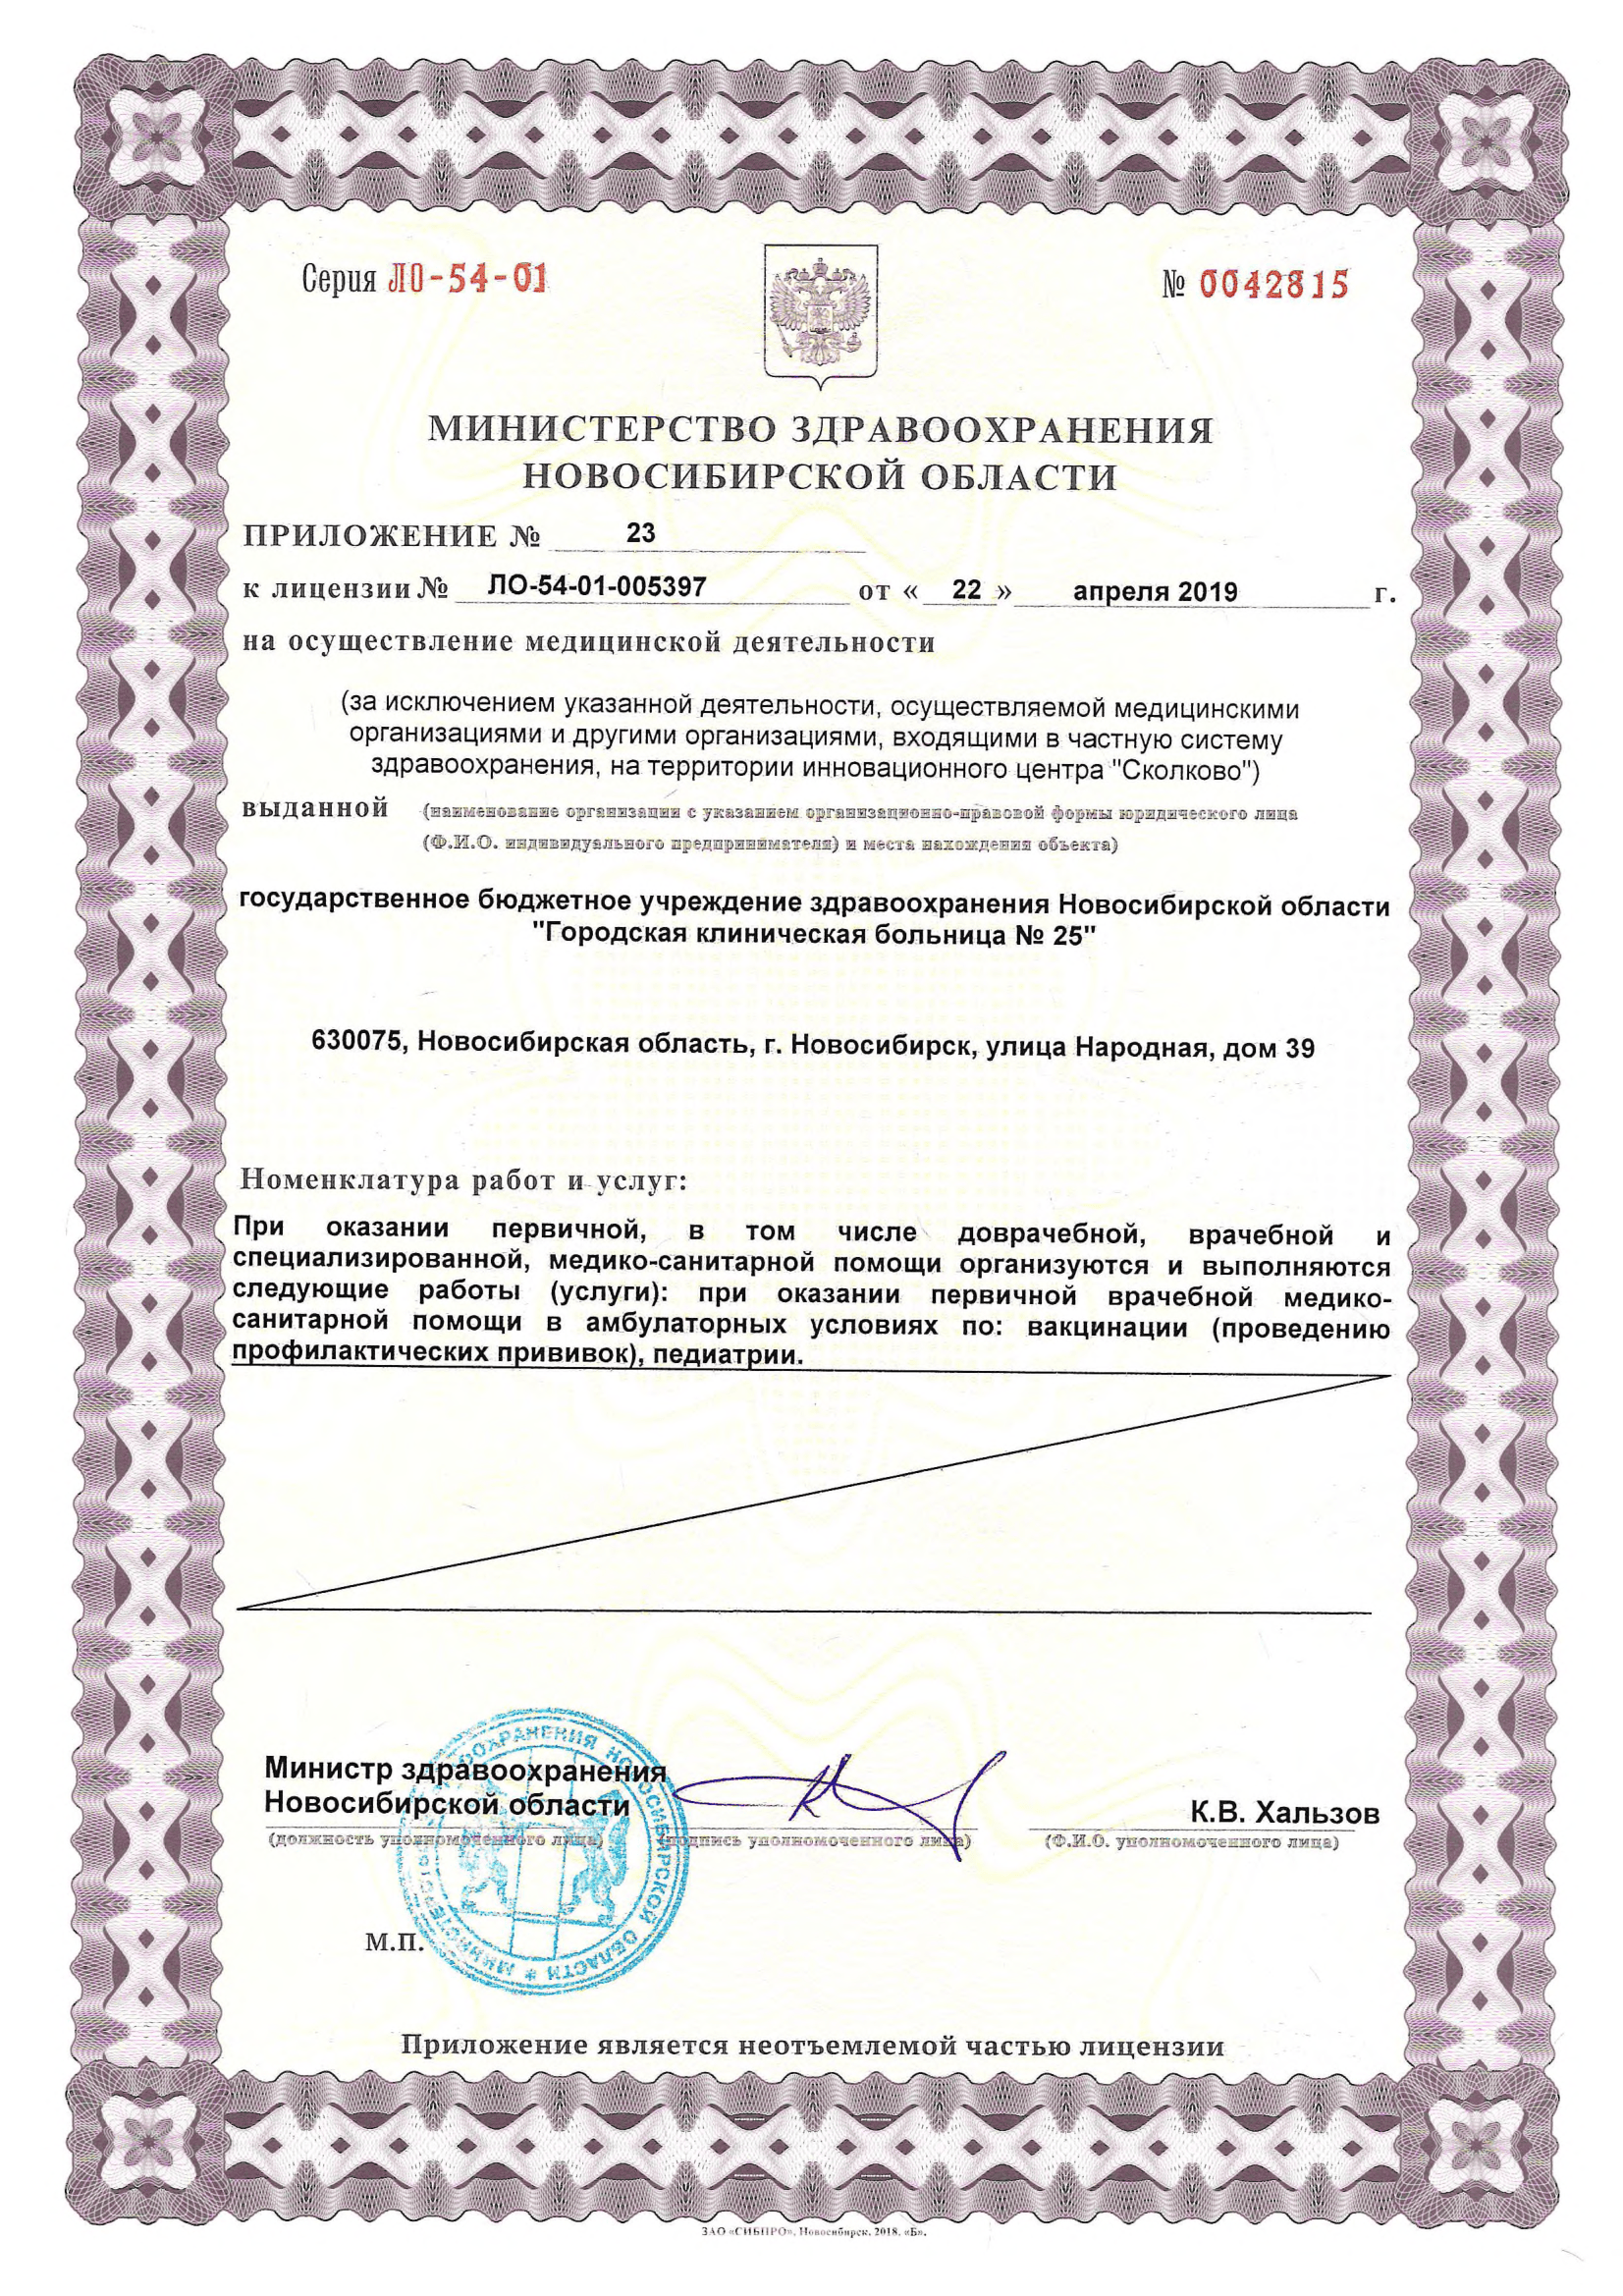 Серия ЛО-54-01
№ 0042815
МИНИСТЕРСТВО ЗДРАВООХРАНЕНИЯ
НОВОСИБИРСКОЙ ОБЛАСТИ
ПРИЛОЖЕНИЕ № 23
к лицензии № ЛО-54-01-005397 от « 22 » апреля 2019 г.
на осуществление медицинской деятельности
(за исключением указанной деятельности, осуществляемой медицинскими
организациями и другими организациями, входящими в частную систему
здравоохранения, на территории инновационного центра "Сколково")
выданной (наименование организации с указанием организационно-правовой формы юридического лица
(Ф.И.О. индивидуального предпринимателя) и места нахождения объекта)
государственное бюджетное учреждение здравоохранения Новосибирской области
"Городская клиническая больница № 25"
630075, Новосибирская область, г. Новосибирск, улица Народная, дом 39
Номенклатура работ и услуг:
При оказании первичной, в том числе доврачебной, врачебной и
специализированной, медико-санитарной помощи организуются и выполняются
следующие работы (услуги): при оказании первичной врачебной медико-
санитарной помощи в амбулаторных условиях по: вакцинации (проведению
профилактических прививок), педиатрии.
Министр здравоохранения
Новосибирской области
К.В. Хальзов
(должность уполномоченного лица) (подпись уполномоченного лица) (Ф.И.О. уполномоченного лица)
НОВОСИБИРСКОЙ ОБЛАСТИ
М.П.
Приложение является неотъемлемой частью лицензии
ЗАО «СИБПРО», Новосибирск, 2018, «Б».